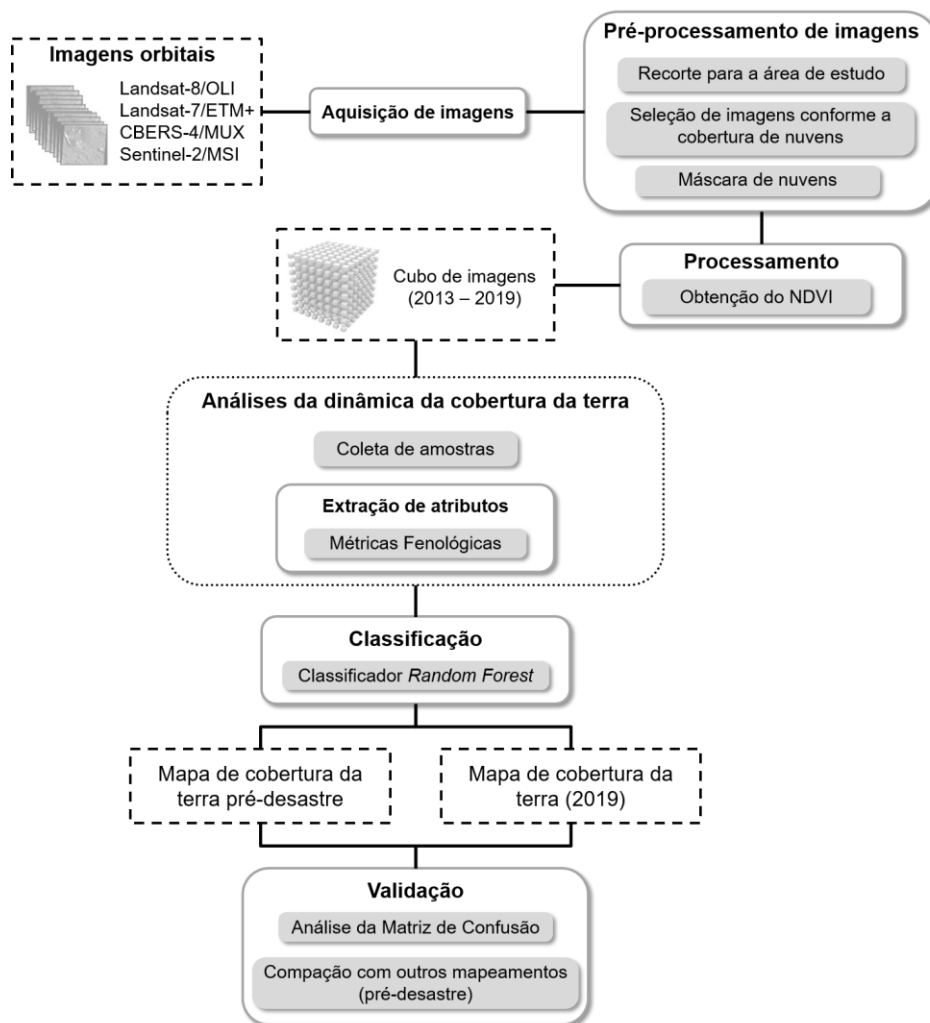 Imagens orbitais
Landsat-8/OLI
Landsat-7/ETM+
CBERS-4/MUX
Sentinel-2/MSI
Aquisição de imagens
Pré-processamento de imagens
Recorte para a área de estudo
Seleção de imagens conforme a
cobertura de nuvens
Máscara de nuvens
Processamento
Obtenção do NDVI
Cubo de imagens
(2013 – 2019)
Análises da dinâmica da cobertura da terra
Coleta de amostras
Extração de atributos
Métricas Fenológicas
Classificação
Classificador Random Forest
Mapa de cobertura da
terra pré-desastre
Mapa de cobertura da
terra (2019)
Validação
Análise da Matriz de Confusão
Compação com outros mapeamentos
(pré-desastre)